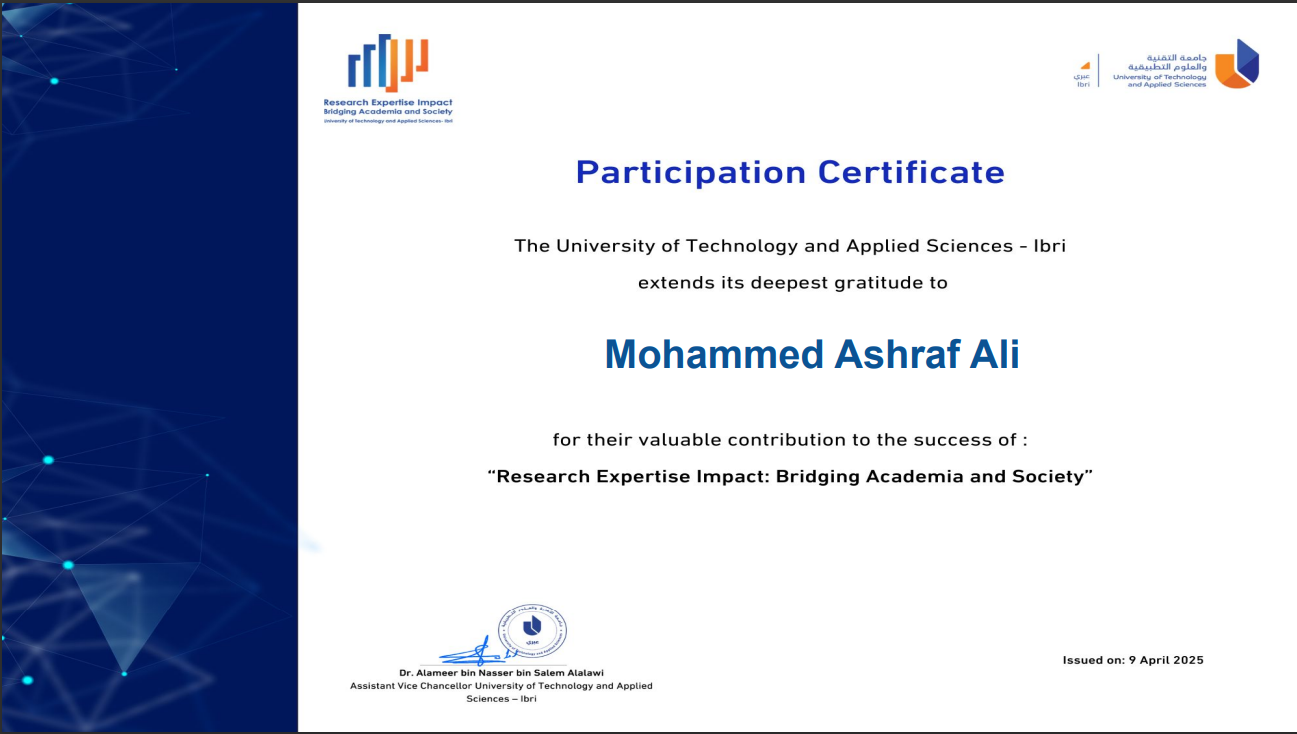 Research Expertise Impact
Bridging Academia and Society
University of Technology and Applied Sciences- Ibri
جامعة التقنية
والعلوم التطبيقية
University of Technology
and Applied Sciences
عبري
Ibri
Participation Certificate
The University of Technology and Applied Sciences - Ibri
extends its deepest gratitude to
Mohammed Ashraf Ali
for their valuable contribution to the success of :
“Research Expertise Impact: Bridging Academia and Society”
عبري
Dr. Alameer bin Nasser bin Salem Alalawi
Assistant Vice Chancellor University of Technology and Applied
Sciences – Ibri
Issued on: 9 April 2025